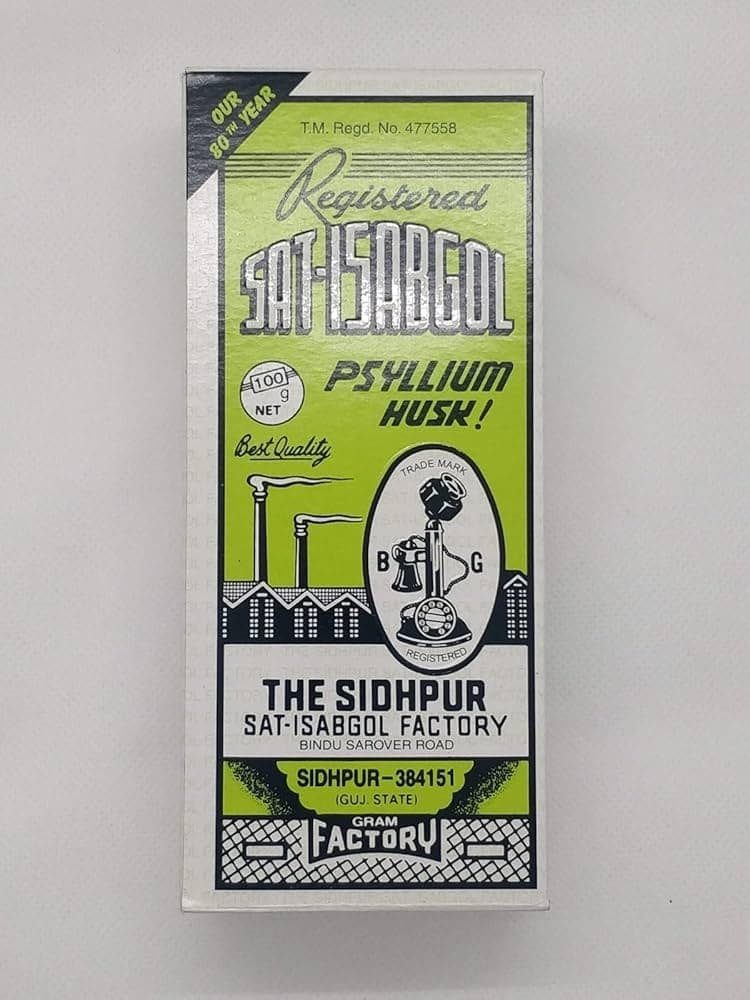 OUR
80TH YEAR
T.M. Regd. No. 477558
Registered
SAT-ISABGOL
PSYLLIUM
HUSK!
100
g
NET
Best Quality
TRADE MARK
B G
REGISTERED
THE SIDHPUR
SAT-ISABGOL FACTORY
BINDU SAROVER ROAD
SIDHPUR-384151
(GUJ. STATE)
GRAM
FACTORY